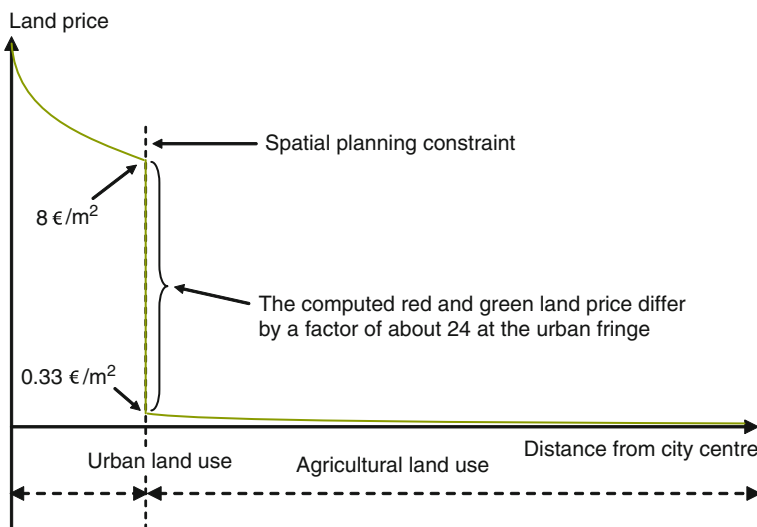 Land price
Spatial planning constraint
8 €/m²
The computed red and green land price differ
by a factor of about 24 at the urban fringe
0.33 €/m²
Distance from city centre
Urban land use
Agricultural land use